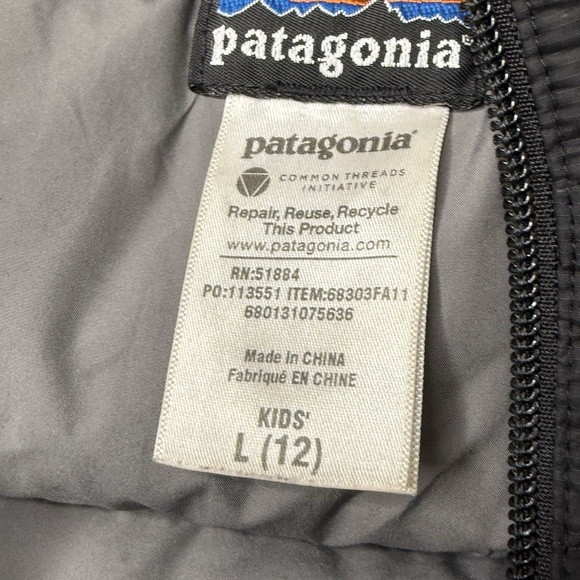 patagonia®
patagonia®
COMMON THREADS
INITIATIVE
Repair, Reuse, Recycle
This Product
www.patagonia.com
RN:51884
PO:113551 ITEM:68303FA11
680131075636
Made in CHINA
Fabriqué EN CHINE
KIDS'
L (12)